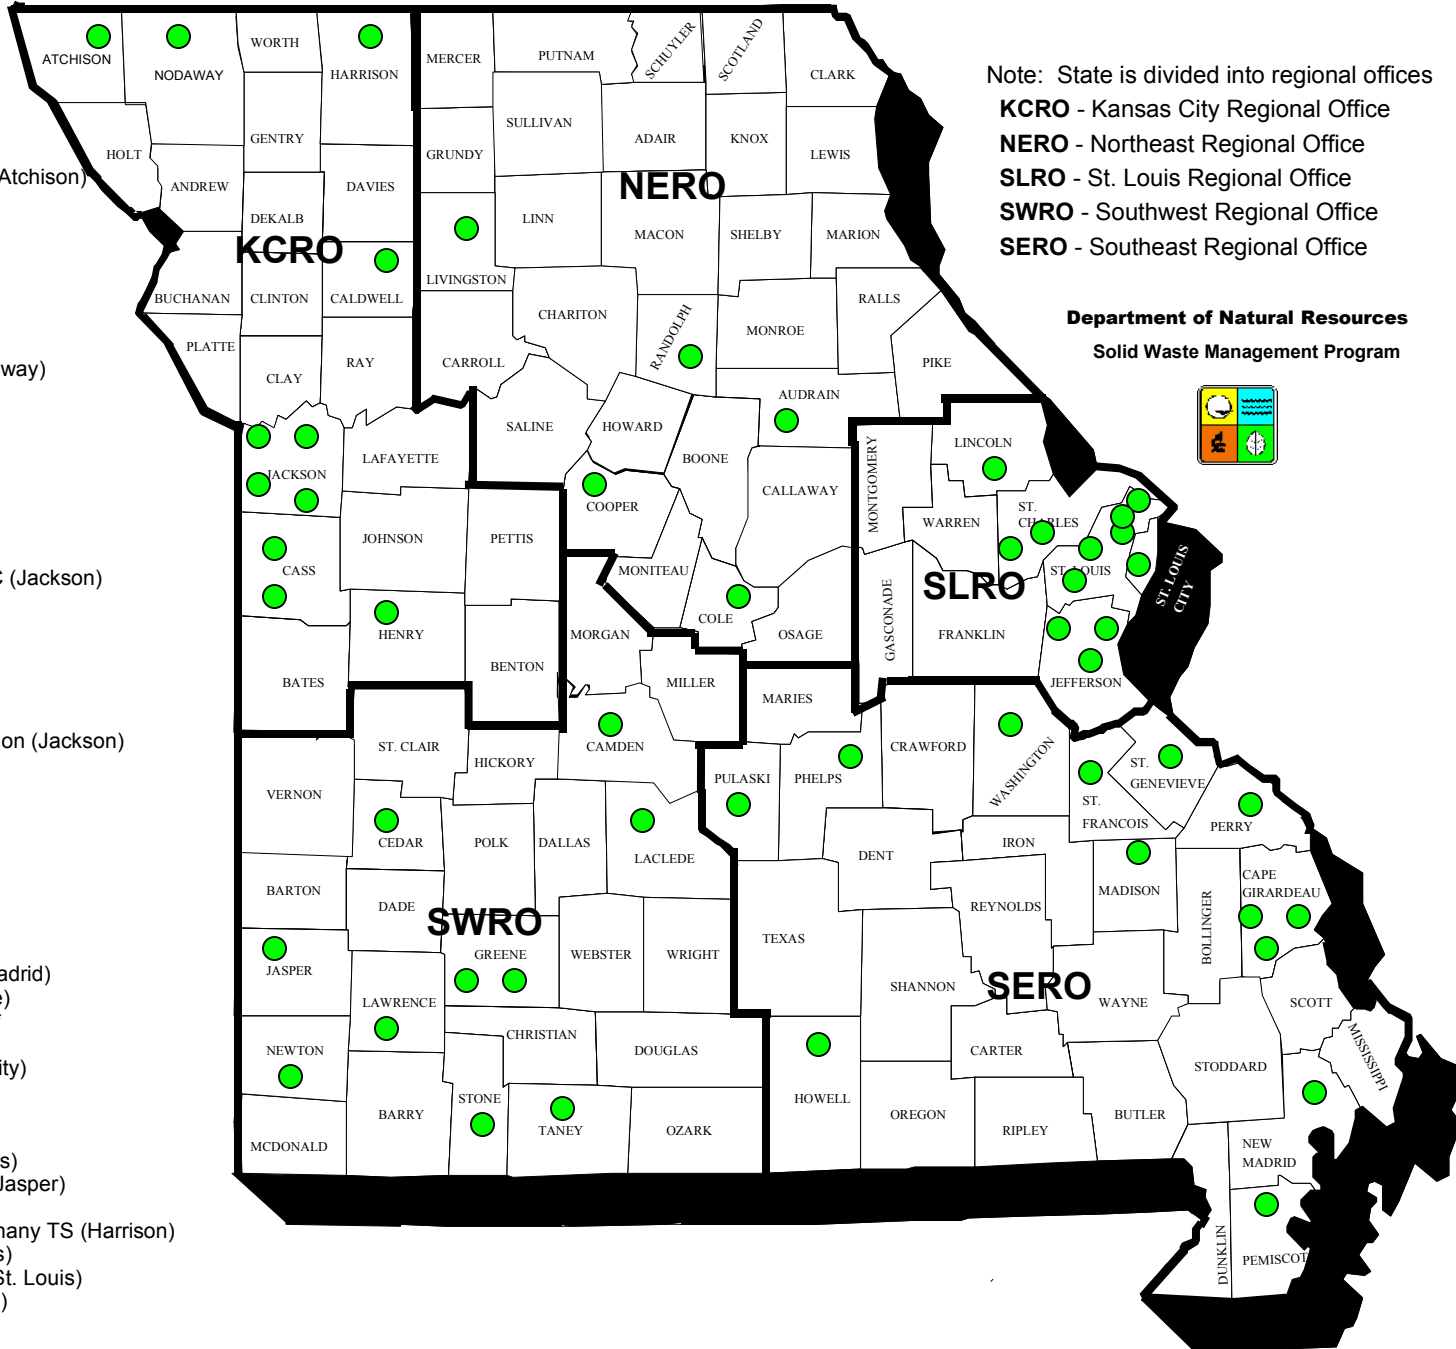 ATCHISON
NODAWAY
WORTH
HARRISON
MERCER
PUTNAM
SCHUYLER
SCOTLAND
CLARK
Note: State is divided into regional offices
KCRO - Kansas City Regional Office
NERO - Northeast Regional Office
SLRO - St. Louis Regional Office
SWRO - Southwest Regional Office
SERO - Southeast Regional Office
Department of Natural Resources
Solid Waste Management Program
HOLT
GENTRY
GRUNDY
SULLIVAN
ADAIR
KNOX
LEWIS
Atchison)
ANDREW
DAVIES
NERO
DEKALB
LINN
MACON
SHELBY
MARION
KCRO
LIVINGSTON
BUCHANAN
CLINTON
CALDWELL
CHARITON
RANDOLPH
MONROE
RALLS
PLATTE
RAY
CARROLL
PIKE
way)
CLAY
AUDRAIN
SALINE
HOWARD
BOONE
LINCOLN
JACKSON
LAFAYETTE
COOPER
CALLAWAY
MONTGOMERY
WARREN
ST.
CHARLES
JOHNSON
PETTIS
CASS
C (Jackson)
MONITEAU
ST. LOUIS
ST. LOUIS
CITY
SLRO
HENRY
MORGAN
COLE
OSAGE
GASCONADE
FRANKLIN
BATES
BENTON
MILLER
MARIES
JEFFERSON
on (Jackson)
ST. CLAIR
HICKORY
CAMDEN
PULASKI
PHELPS
CRAWFORD
WASHINGTON
ST.
GENEVIEVE
VERNON
ST.
FRANCOIS
PERRY
CEDAR
POLK
DALLAS
LACLEDE
DENT
IRON
BARTON
DADE
SWRO
MADISON
CAPE
GIRARDEAU
REYNOLDS
BOLLINGER
TEXAS
GREENE
WEBSTER
WRIGHT
JASPER
adrid)
e)
SHANNON
SERO
WAYNE
SCOTT
LAWRENCE
CHRISTIAN
NEWTON
DOUGLAS
CARTER
STODDARD
MISSISSIPPI
ity)
STONE
HOWELL
BARRY
TANEY
OZARK
OREGON
RIPLEY
BUTLER
MCDONALD
NEW
MADRID
s)
Jasper)
hany TS (Harrison)
s)
St. Louis)
)
DUNKLIN
PEMISCOT